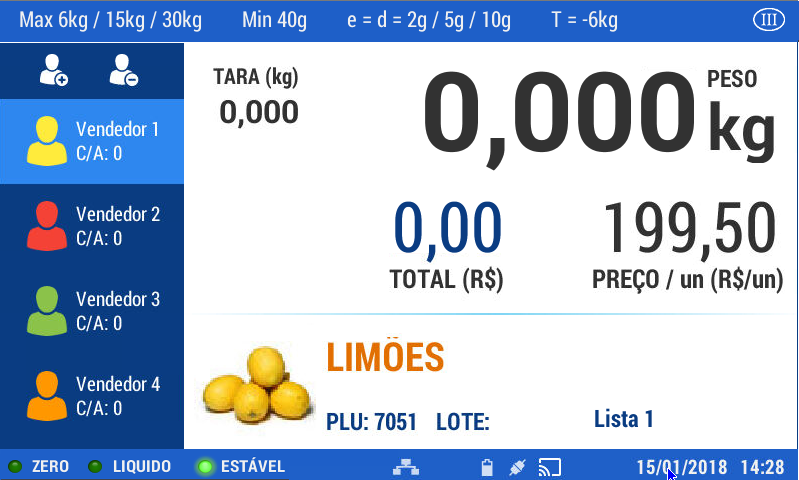 Max 6kg / 15kg / 30kg Min 40g e = d = 2g / 5g / 10g T = -6kg III
TARA (kg)
0,000
PESO
0,000 kg
0,00
TOTAL (R$)
199,50
PREÇO / un (R$/un)
Vendedor 1
C/A: 0
Vendedor 2
C/A: 0
Vendedor 3
C/A: 0
Vendedor 4
C/A: 0
LIMÕES
PLU: 7051 LOTE: Lista 1
ZERO LIQUIDO ESTÁVEL 15/01/2018 14:28